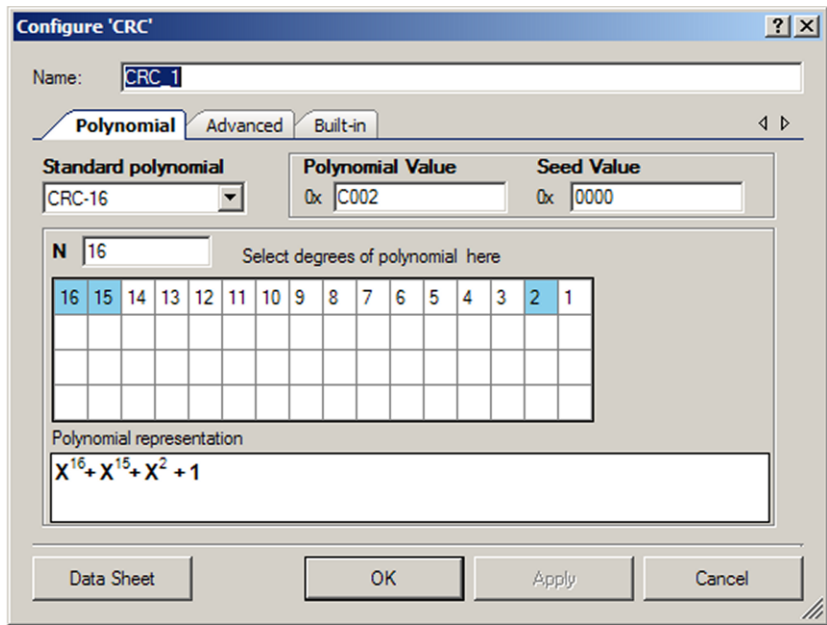 Configure 'CRC'
Name: CRC_1
Polynomial Advanced Built-in
Standard polynomial Polynomial Value Seed Value
CRC-16 0x C002 0x 0000
N 16 Select degrees of polynomial here
16 15 14 13 12 11 10 9 8 7 6 5 4 3 2 1
Polynomial representation
X¹⁶+ X¹⁵+ X² + 1
Data Sheet OK Apply Cancel